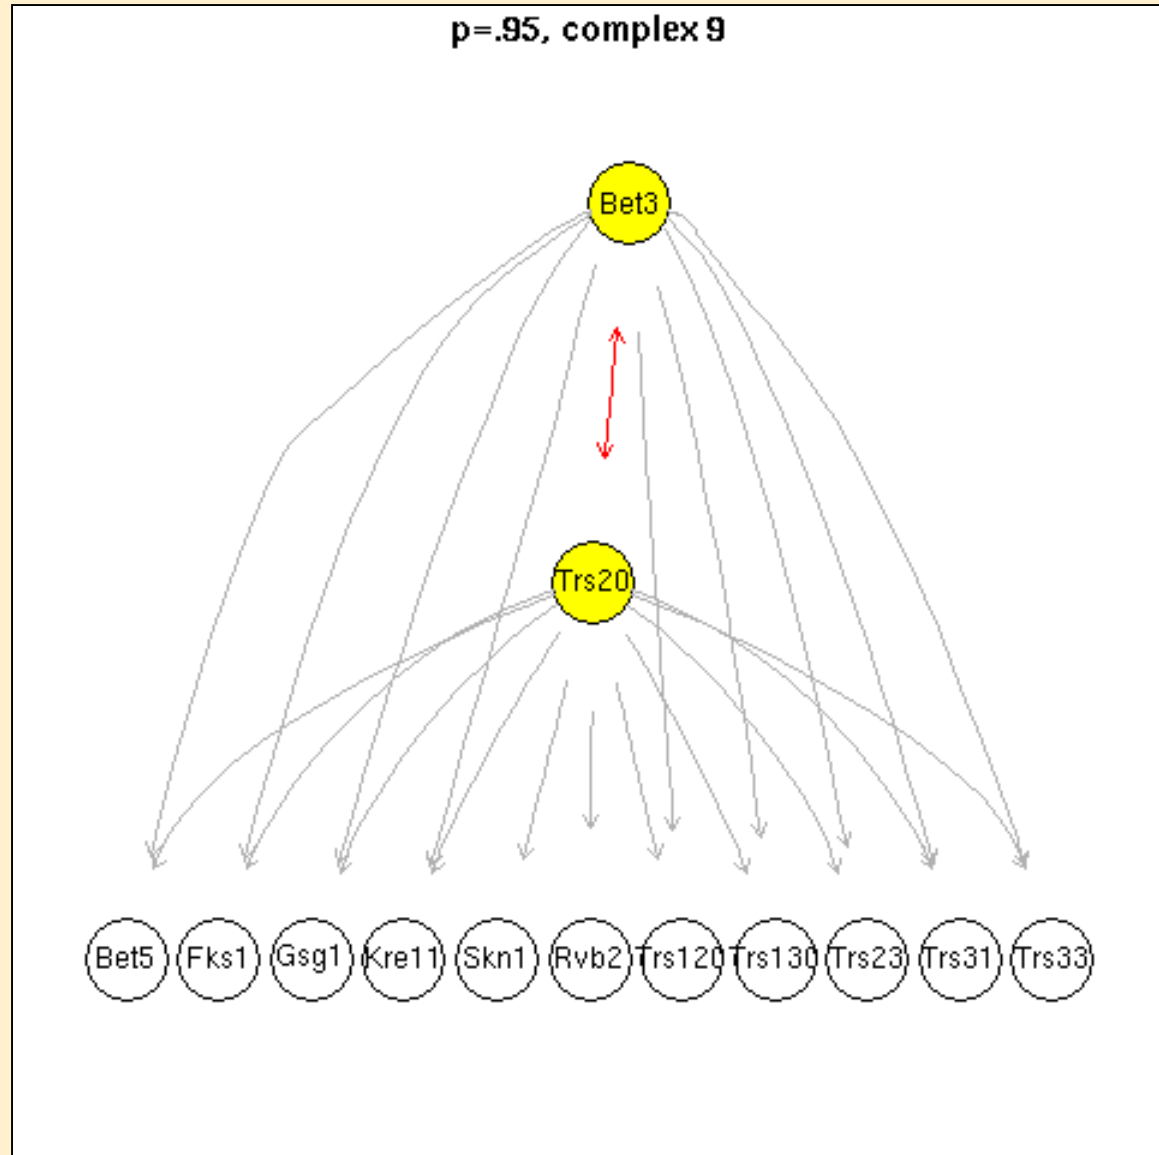 p=.95, complex 9
Bet3
Trs20
Bet5 Fks1 Gsg1 Kre11 Skn1 Rvb2 Trs120 Trs130 Trs23 Trs31 Trs33